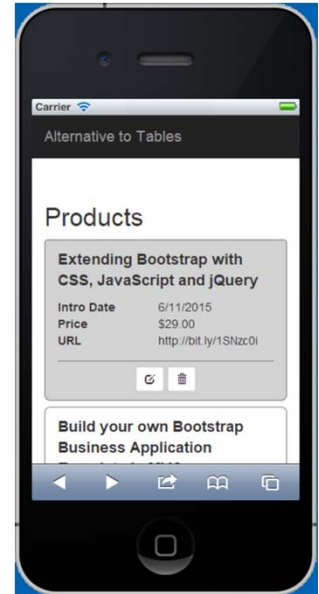 Carrier
Alternative to Tables
Products
Extending Bootstrap with
CSS, JavaScript and jQuery
Intro Date 6/11/2015
Price $29.00
URL http://bit.ly/1SNzc0i
Build your own Bootstrap
Business Application